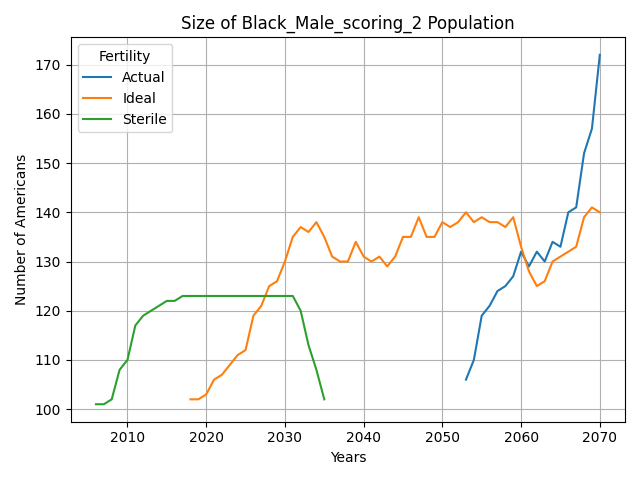 Size of Black_Male_scoring_2 Population
Fertility
Actual
Ideal
Sterile
Number of Americans
170
160
150
140
130
120
110
100
2010 2020 2030 2040 2050 2060 2070
Years